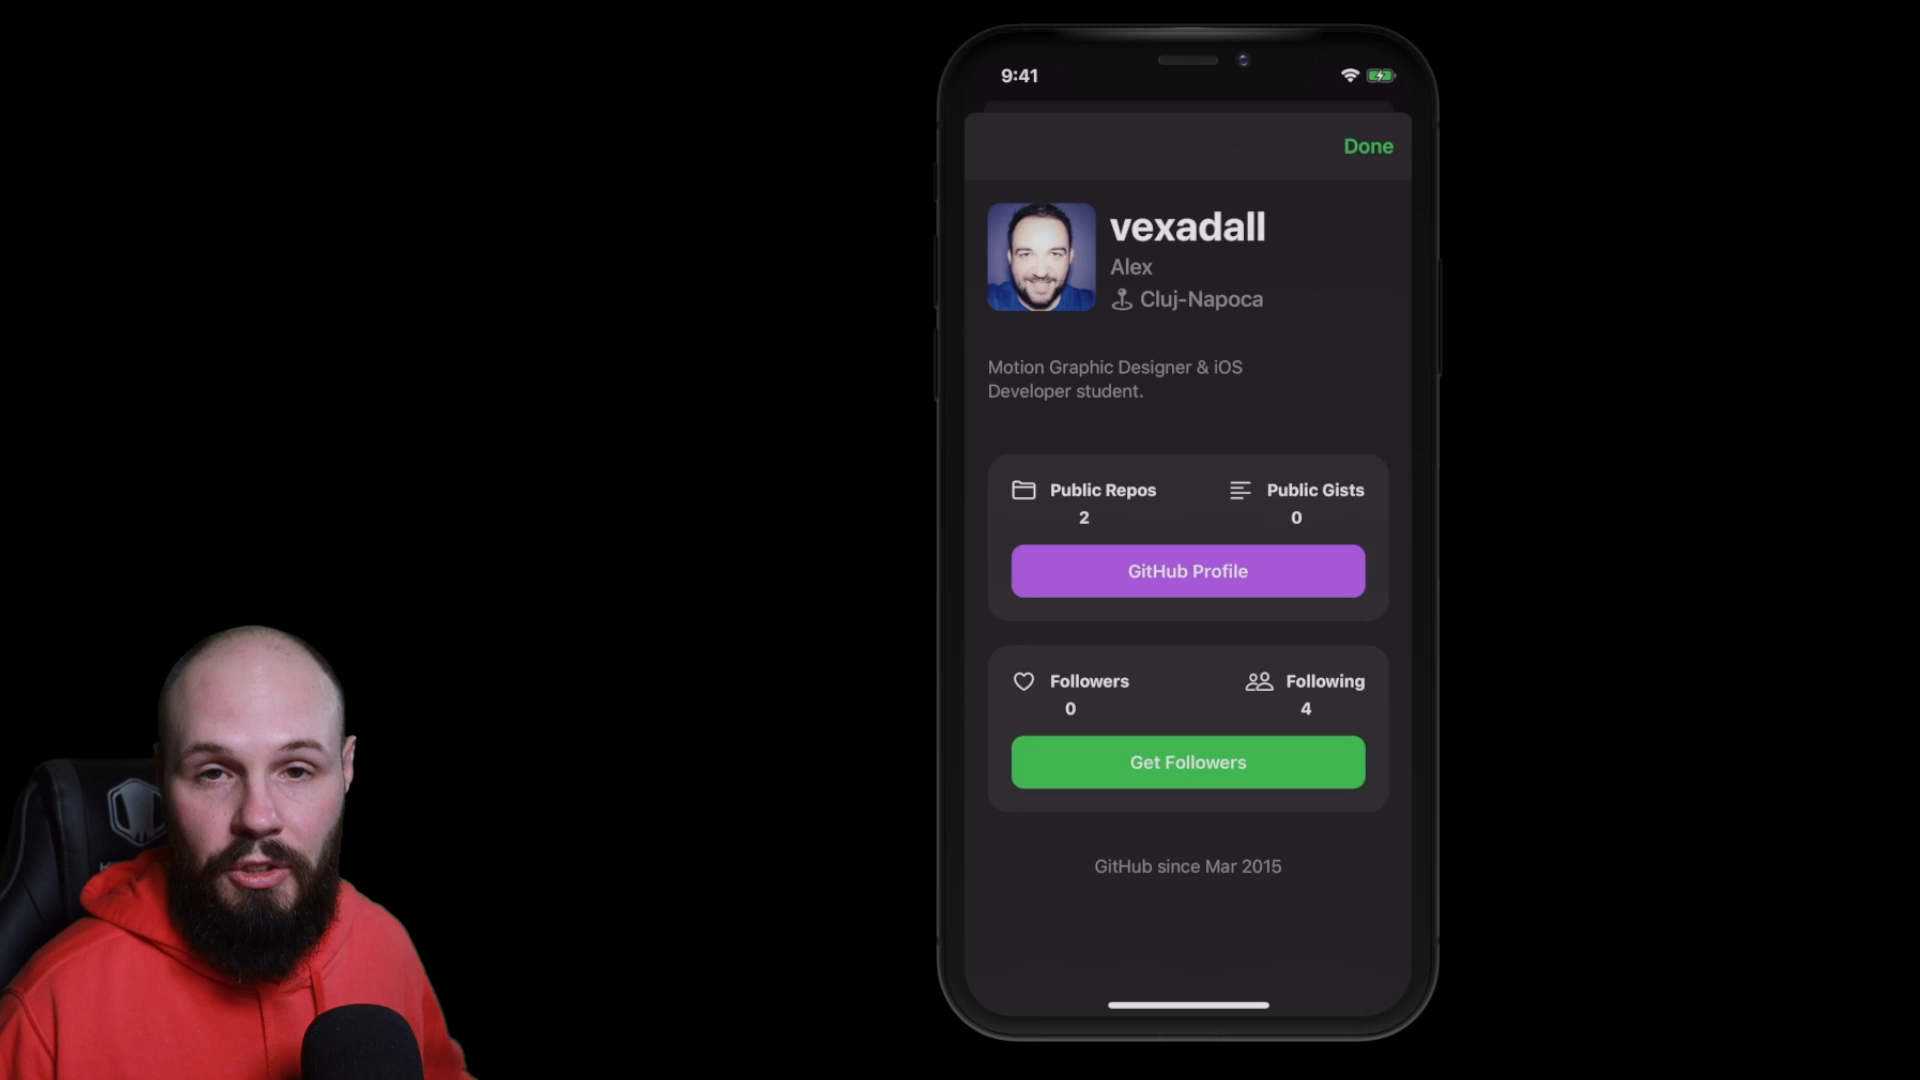 9:41
Done
vexadall
Alex
Cluj-Napoca
Motion Graphic Designer & iOS
Developer student.
Public Repos
2
Public Gists
0
GitHub Profile
Followers
0
Following
4
Get Followers
GitHub since Mar 2015